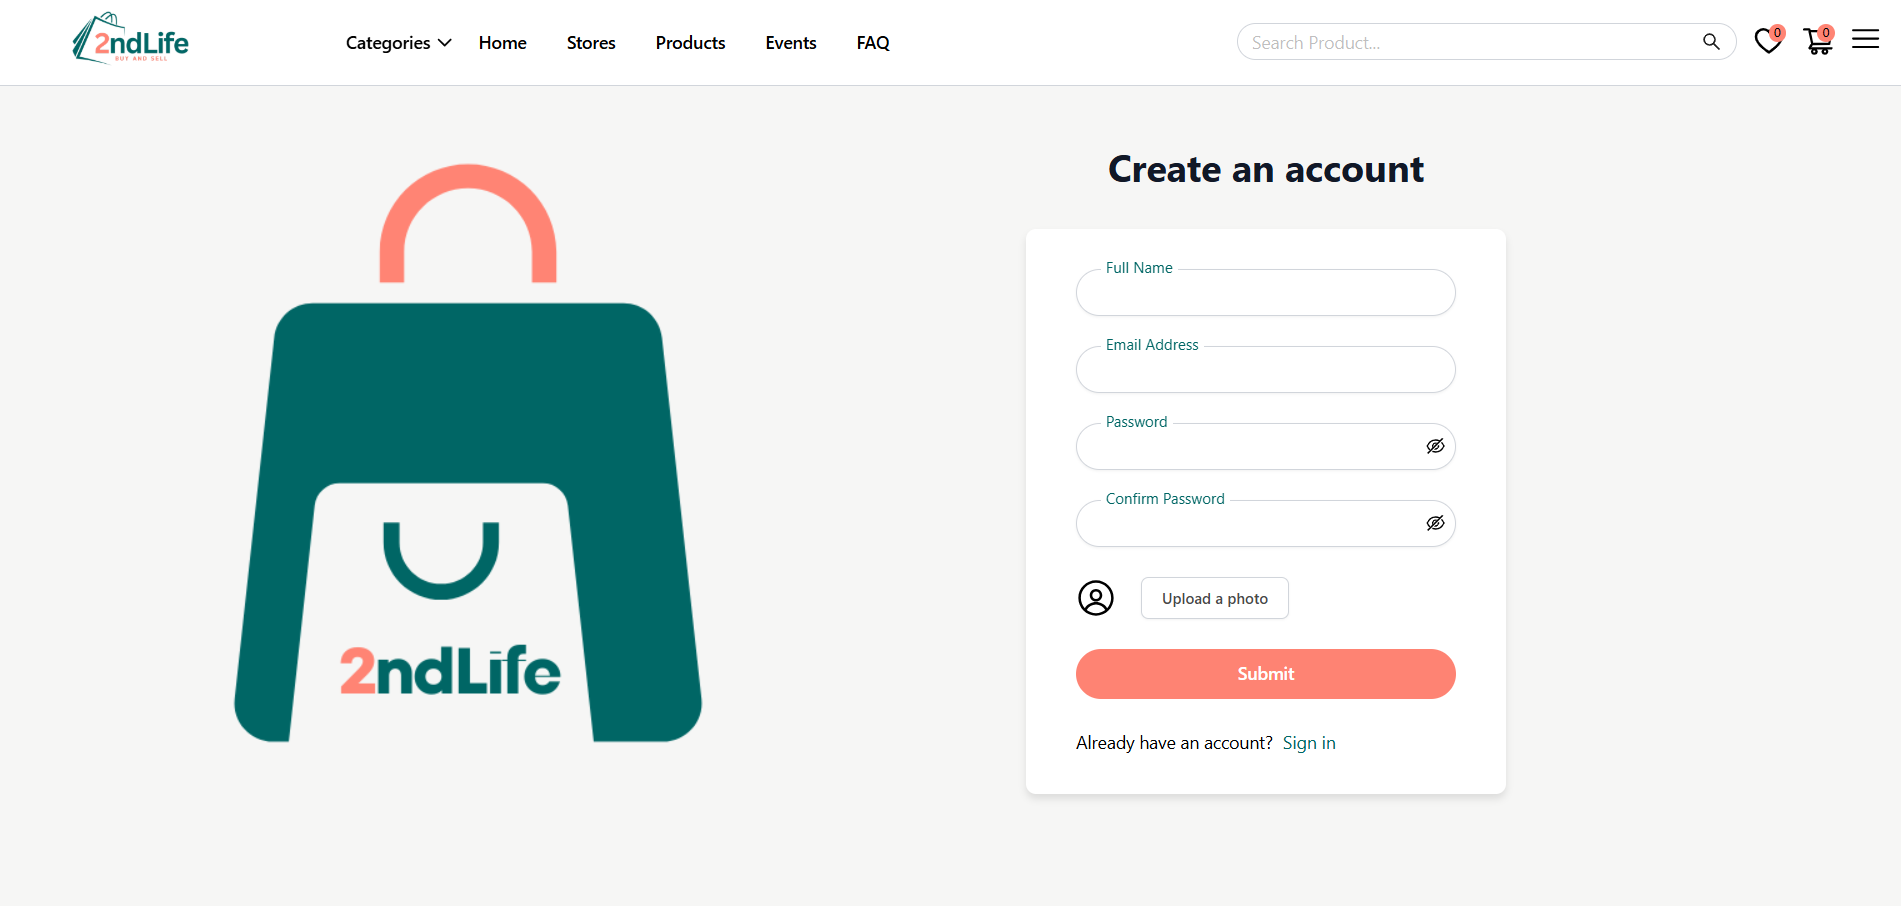 2ndLife
BUY AND SELL
Categories Home Stores Products Events FAQ
Search Product...
0
0
Create an account
Full Name
Email Address
Password
Confirm Password
Upload a photo
Submit
Already have an account? Sign in
2ndLife